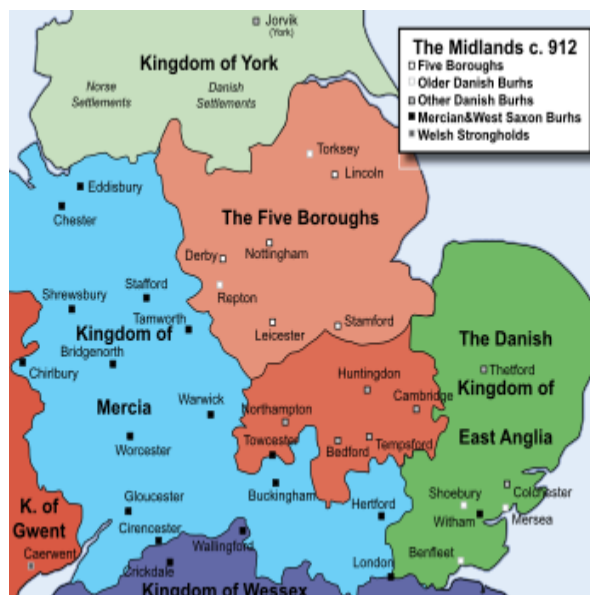 Jorvik
(York)
Kingdom of York
Norse
Settlements
Danish
Settlements
The Midlands c. 912
Five Boroughs
Older Danish Burhs
Other Danish Burhs
Mercian&West Saxon Burhs
Welsh Strongholds
Torksey
Lincoln
Eddisbury
Chester
The Five Boroughs
Derby
Nottingham
Repton
Stafford
Shrewsbury
Tamworth
Leicester
Stamford
Kingdom of
Bridgenorth
Chirlbury
The Danish
Thetford
Huntingdon
Kingdom of
Cambridge
Mercia
Warwick
Northampton
East Anglia
Worcester
Towcester
Bedford
Tempsford
Buckingham
K. of
Gwent
Gloucester
Hertford
Shoebury
Colchester
Witham
Mersea
Cirencester
Wallingford
Caerwent
Crickdale
London
Benfleet
Kingdom of Wessex